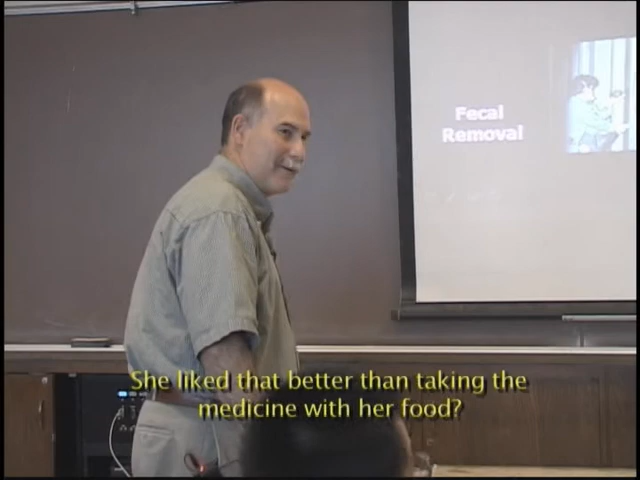 Fecal
Removal
She liked that better than taking the
medicine with her food?